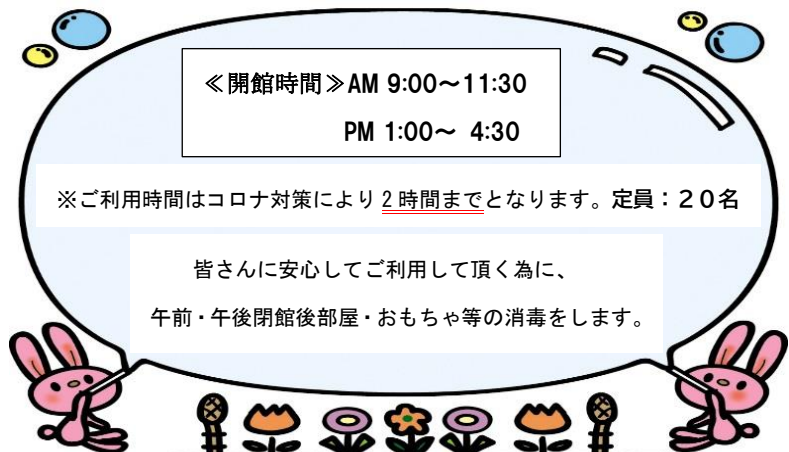 ≪開館時間≫AM 9:00～11:30
PM 1:00～ 4:30
※ご利用時間はコロナ対策により2時間までとなります。定員：２０名
皆さんに安心してご利用して頂く為に、
午前・午後閉館後部屋・おもちゃ等の消毒をします。